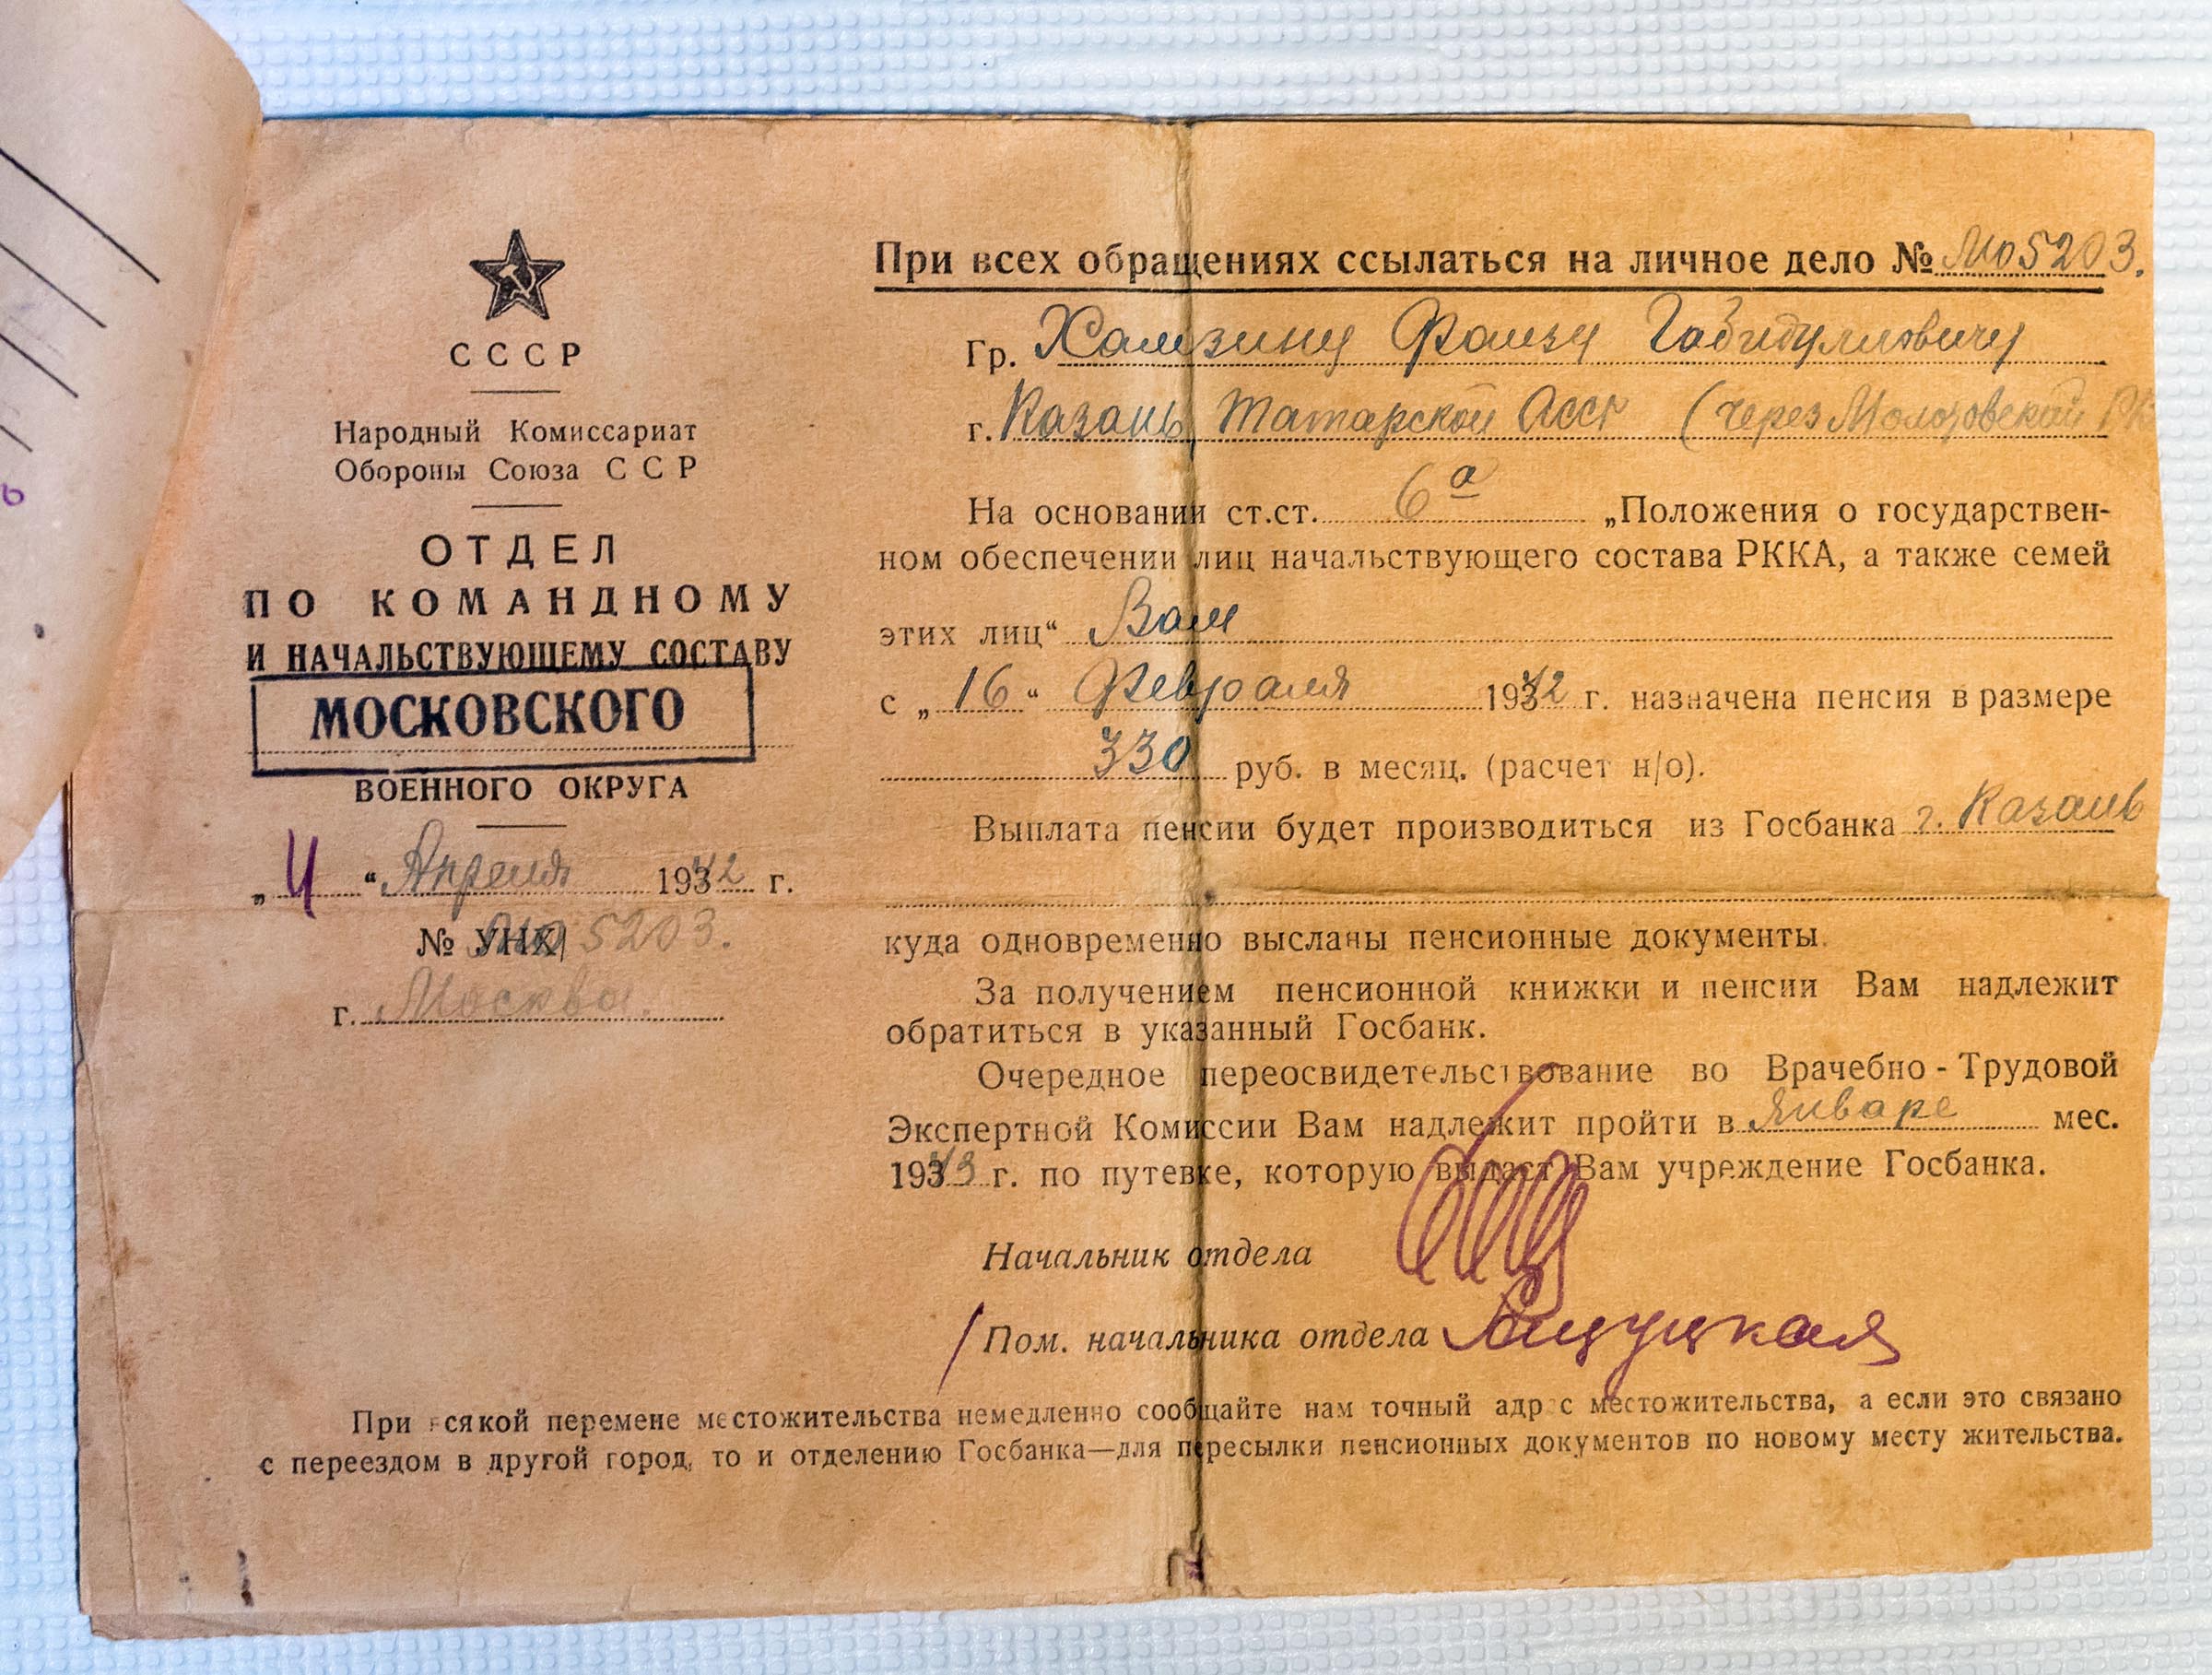 СССР
Народный Комиссариат
Обороны Союза ССР
ОТДЕЛ
ПО КОМАНДНОМУ
И НАЧАЛЬСТВУЮЩЕМУ СОСТАВУ
МОСКОВСКОГО
ВОЕННОГО ОКРУГА
" Апреля 1942 г.
№ 5203.
г. Москва.
При всех обращениях ссылаться на личное дело № МО 5203.
Гр. Хамзину Фаизу Габидулловичу
г. Казань Татарской АССР (через Молотовский РВК
На основании ст.ст. 6а „Положения о государствен-
ном обеспечении лиц начальствующего состава РККА, а также семей
этих лиц“ Вам
с „16“ Февраля 1942 г. назначена пенсия в размере
330 руб. в месяц. (расчет н/о).
Выплата пенсии будет производиться из Госбанка г. Казань
куда одновременно высланы пенсионные документы.
За получением пенсионной книжки и пенсии Вам надлежит
обратиться в указанный Госбанк.
Очередное переосвидетельствование во Врачебно-Трудовой
Экспертной Комиссии Вам надлежит пройти в Январе мес.
1943 г. по путевке, которую выдаст Вам учреждение Госбанка.
Начальник отдела
Пом. начальника отдела
При всякой перемене местожительства немедленно сообщайте нам точный адрес местожительства, а если это связано
с переездом в другой город, то и отделению Госбанка—для пересылки пенсионных документов по новому месту жительства.